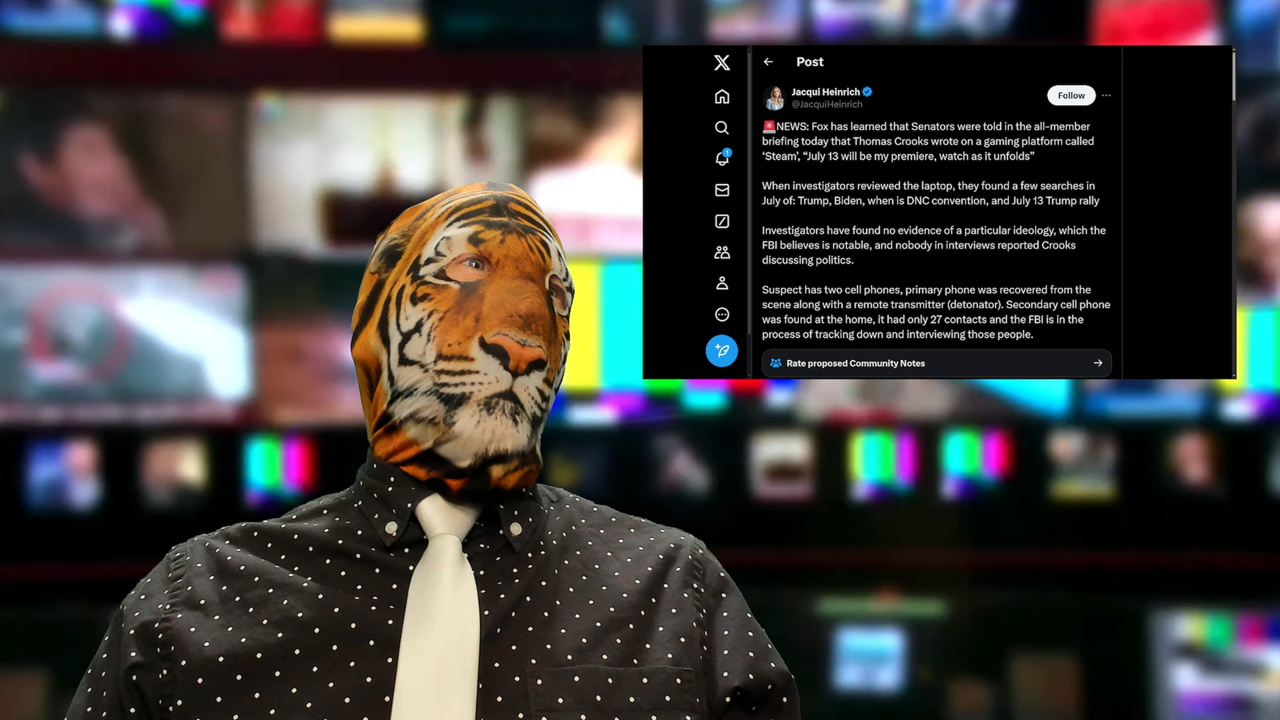 Post
Jacqui Heinrich
@JacquiHeinrich
Follow
🚨NEWS: Fox has learned that Senators were told in the all-member
briefing today that Thomas Crooks wrote on a gaming platform called
‘Steam’, “July 13 will be my premiere, watch as it unfolds”
When investigators reviewed the laptop, they found a few searches in
July of: Trump, Biden, when is DNC convention, and July 13 Trump rally
Investigators have found no evidence of a particular ideology, which the
FBI believes is notable, and nobody in interviews reported Crooks
discussing politics.
Suspect has two cell phones, primary phone was recovered from the
scene along with a remote transmitter (detonator). Secondary cell phone
was found at the home, it had only 27 contacts and the FBI is in the
process of tracking down and interviewing those people.
Rate proposed Community Notes
1